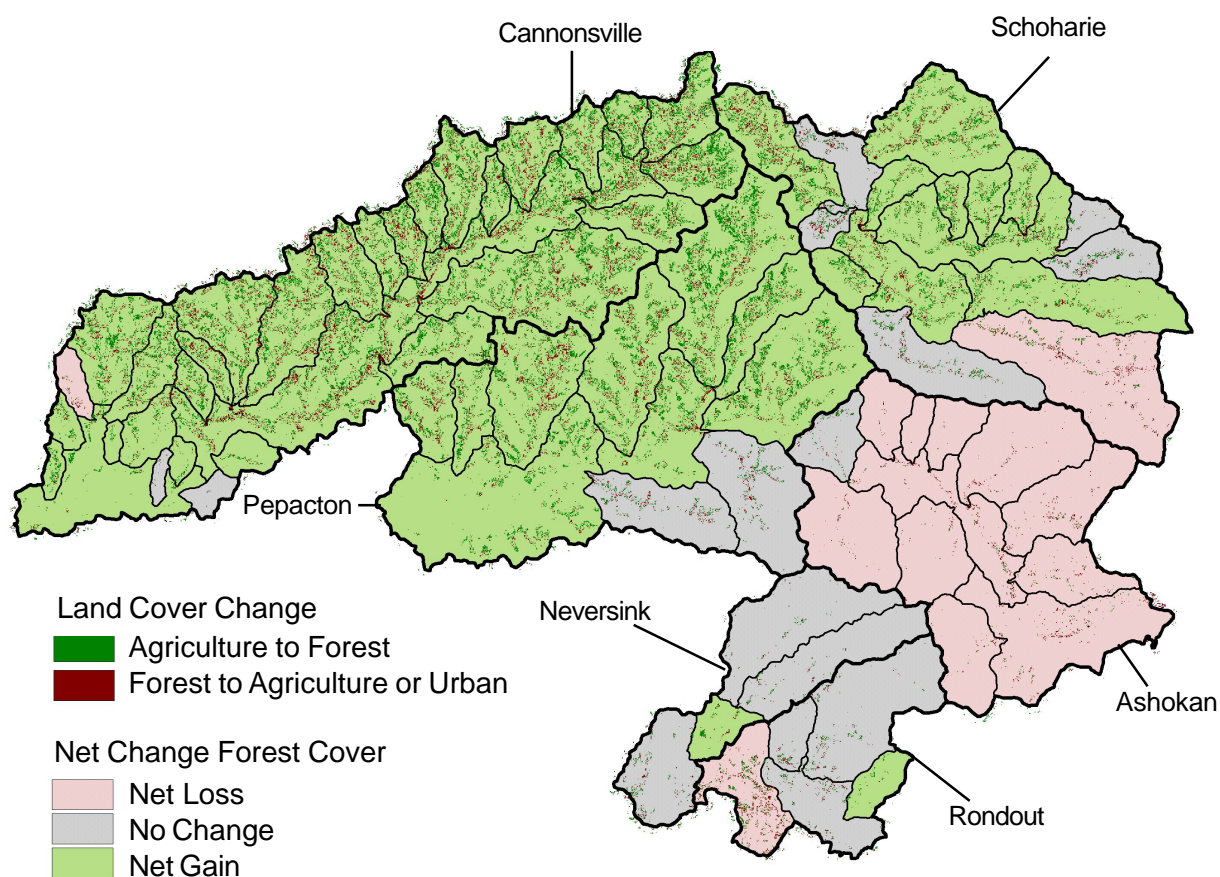 Cannonsville
Schoharie
Pepacton
Neversink
Ashokan
Rondout
Land Cover Change
Agriculture to Forest
Forest to Agriculture or Urban
Net Change Forest Cover
Net Loss
No Change
Net Gain